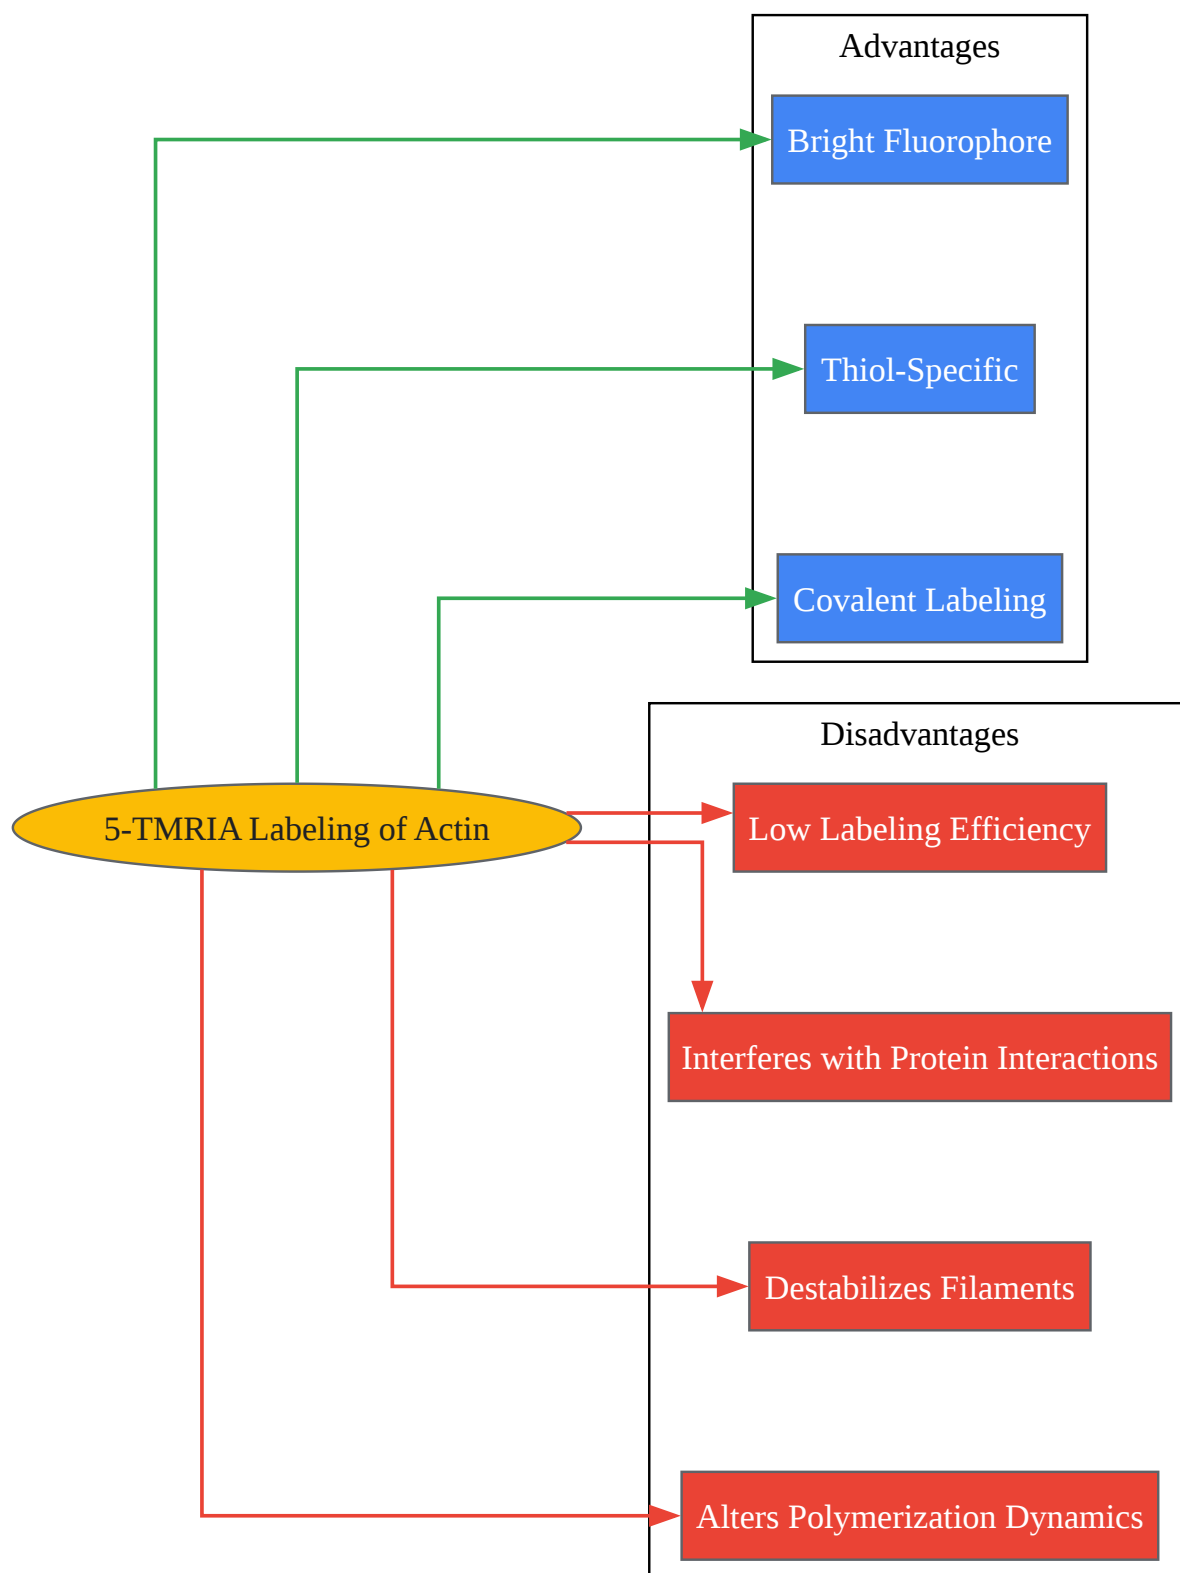 Advantages
Bright Fluorophore
Thiol-Specific
Covalent Labeling
Disadvantages
5-TMRIA Labeling of Actin
Low Labeling Efficiency
Interferes with Protein Interactions
Destabilizes Filaments
Alters Polymerization Dynamics